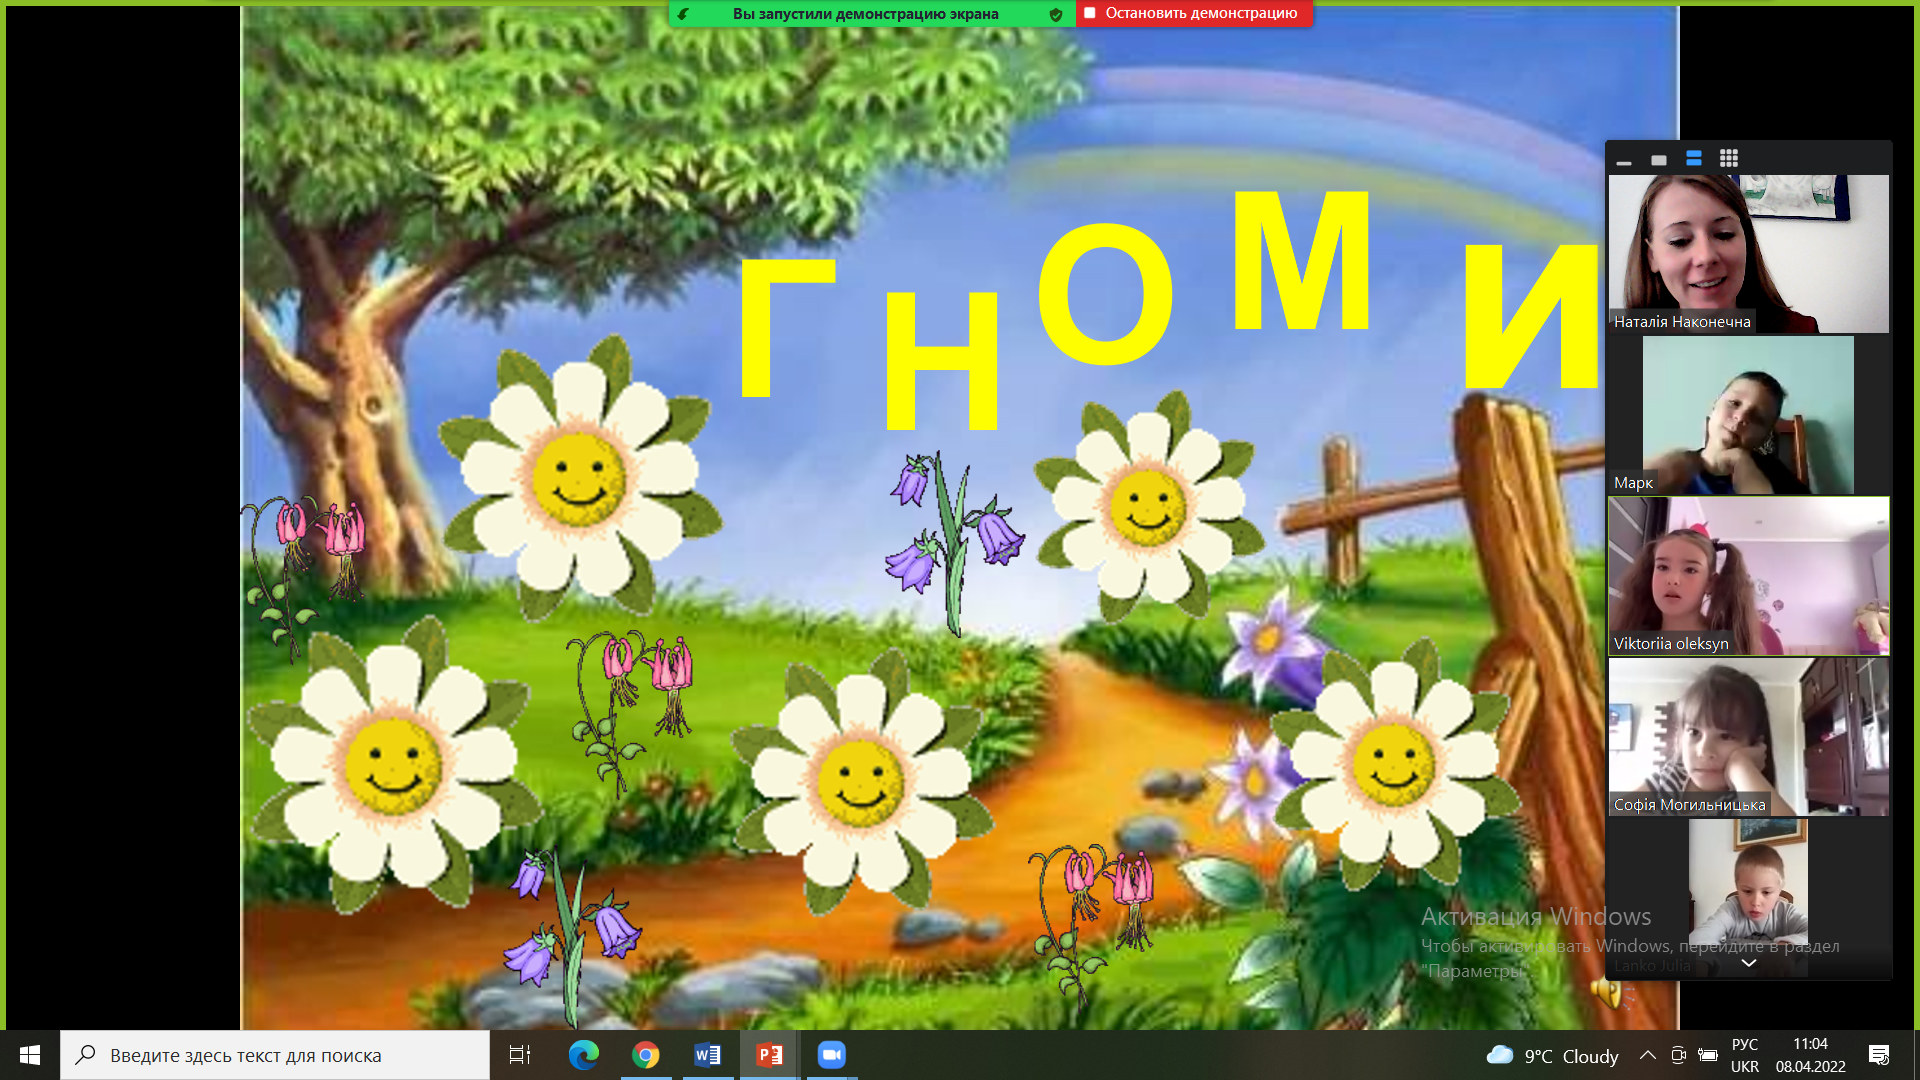 Вы запустили демонстрацию экрана
Остановить демонстрацию
ГНОМИ
Наталія Наконечна
Марк
Viktoriia oleksyn
Софія Могильницька
Lanko Julia
Активация Windows
Чтобы активировать Windows, перейдите в раздел
"Параметры".
Введите здесь текст для поиска
9°C Cloudy
РУС
UKR
11:04
08.04.2022